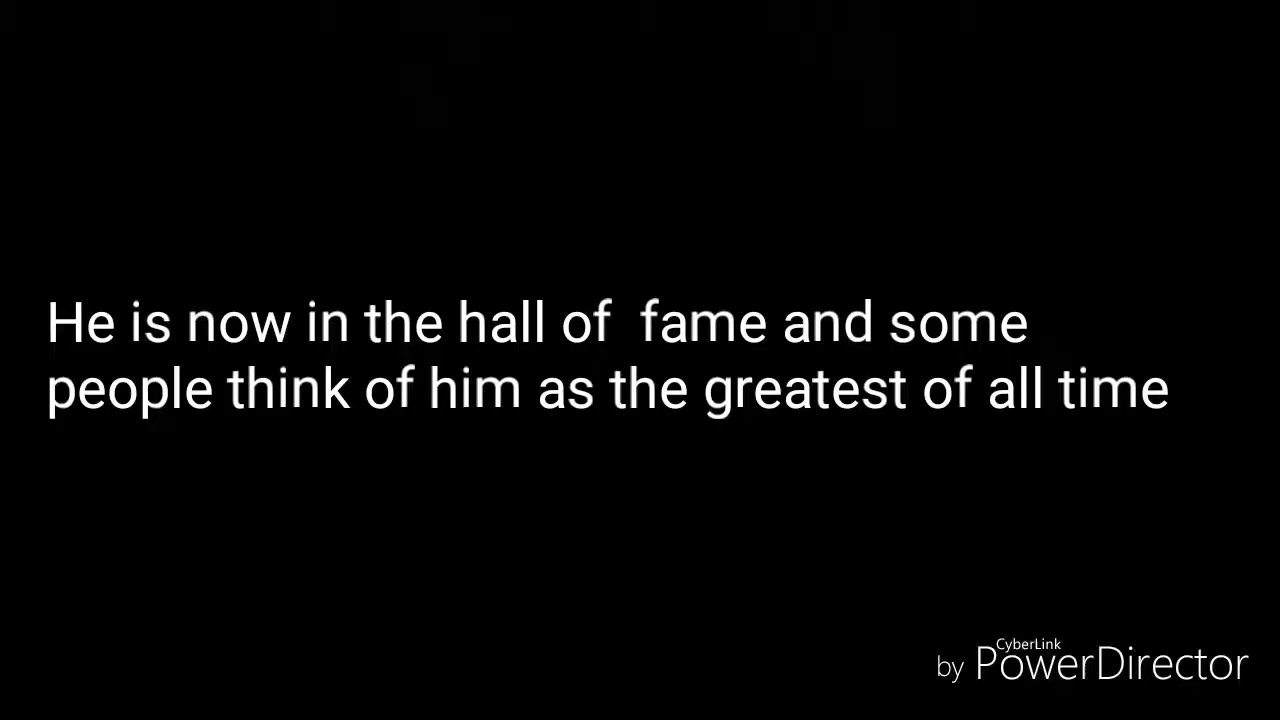 He is now in the hall of  fame and some
people think of him as the greatest of all time
CyberLink
by PowerDirector